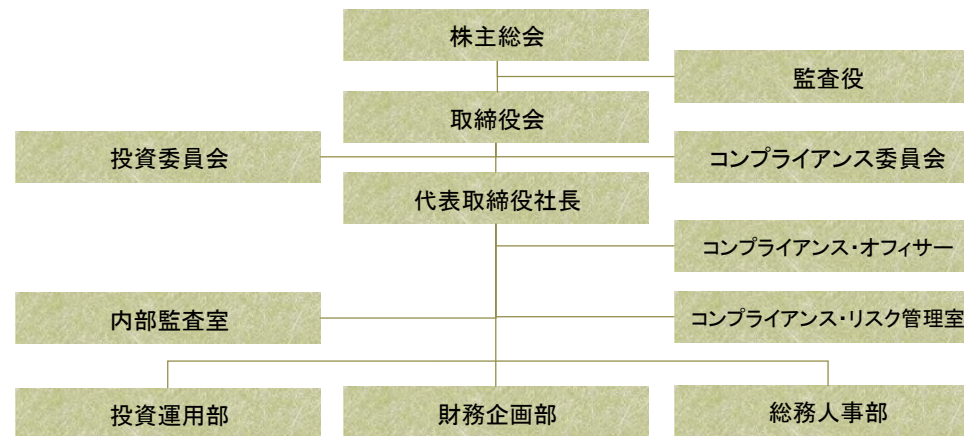 株主総会
監査役
取締役会
投資委員会
コンプライアンス委員会
代表取締役社長
コンプライアンス・オフィサー
内部監査室
コンプライアンス・リスク管理室
投資運用部
財務企画部
総務人事部